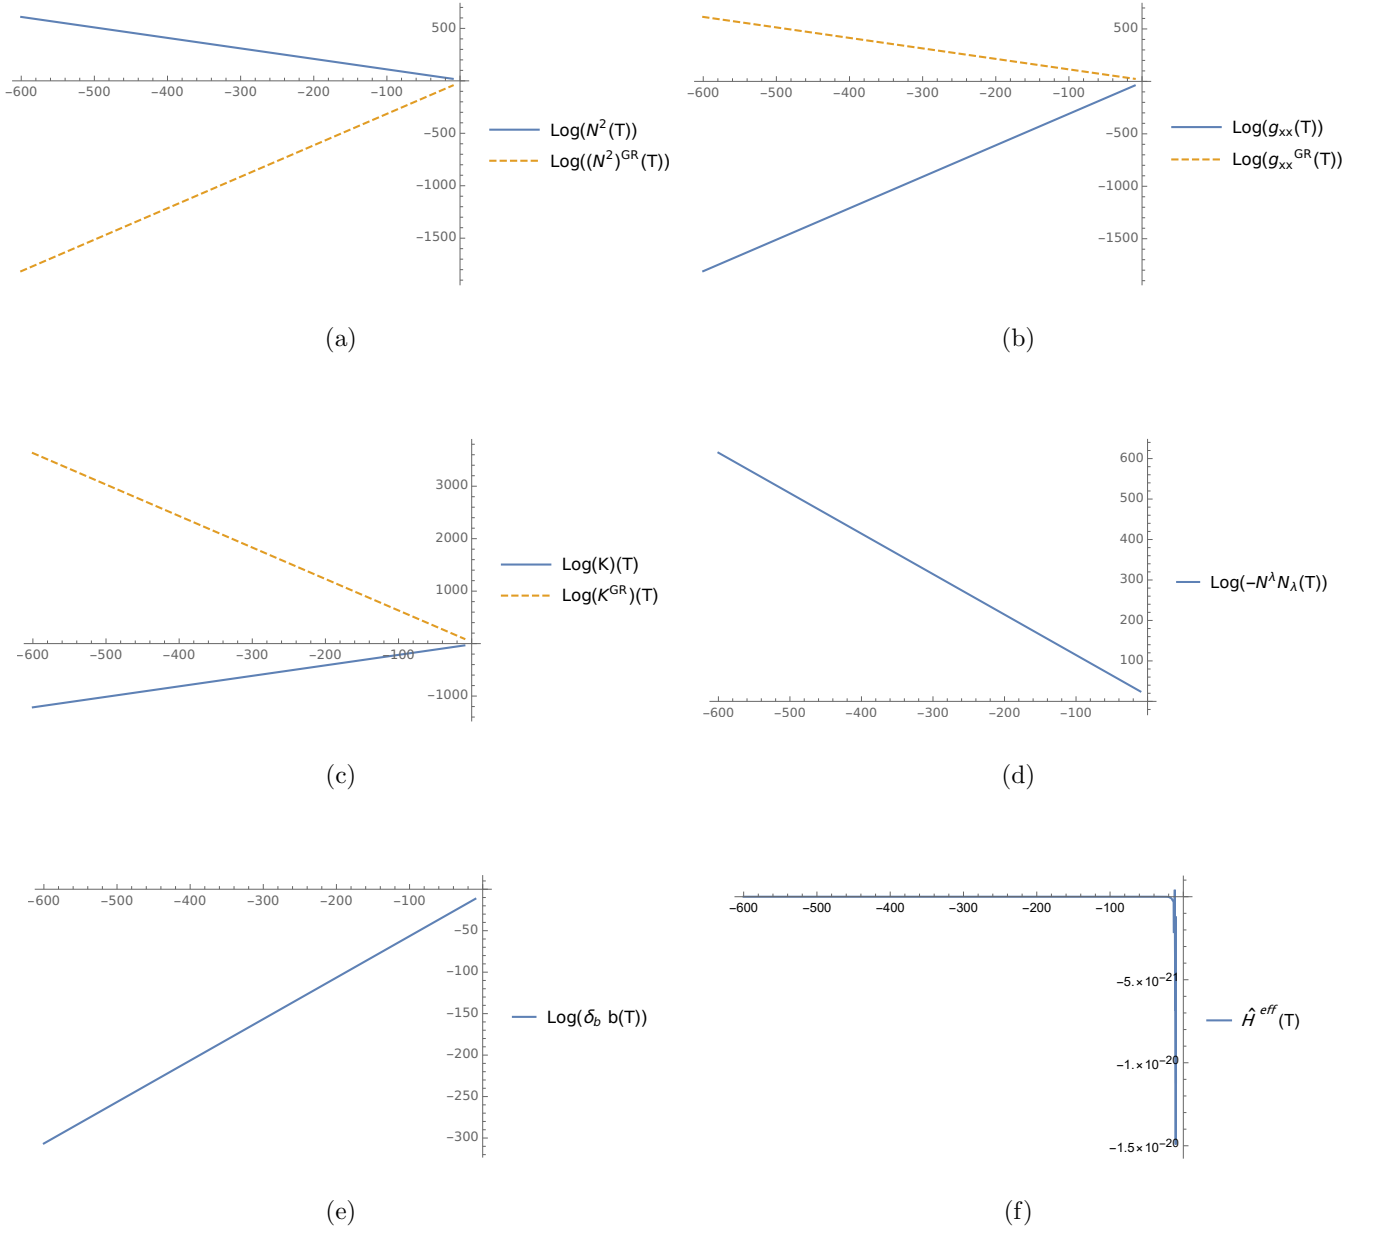 500
−600 −500 −400 −300 −200 −100
−500
−1000
−1500
Log(N²(T))
Log((N²)^GR(T))
(a)
500
−600 −500 −400 −300 −200 −100
−500
−1000
−1500
Log(g_xx(T))
Log(g_xx^GR(T))
(b)
3000
2000
1000
−600 −500 −400 −300 −200 −100
−1000
Log(K)(T)
Log(K^GR)(T)
(c)
600
500
400
300
200
100
−600 −500 −400 −300 −200 −100
Log(−N^λ N_λ(T))
(d)
−600 −500 −400 −300 −200 −100
−50
−100
−150
−200
−250
−300
Log(δ_b b(T))
(e)
−600 −500 −400 −300 −200 −100
−5.×10^−21
−1.×10^−20
−1.5×10^−20
Ĥ^eff(T)
(f)